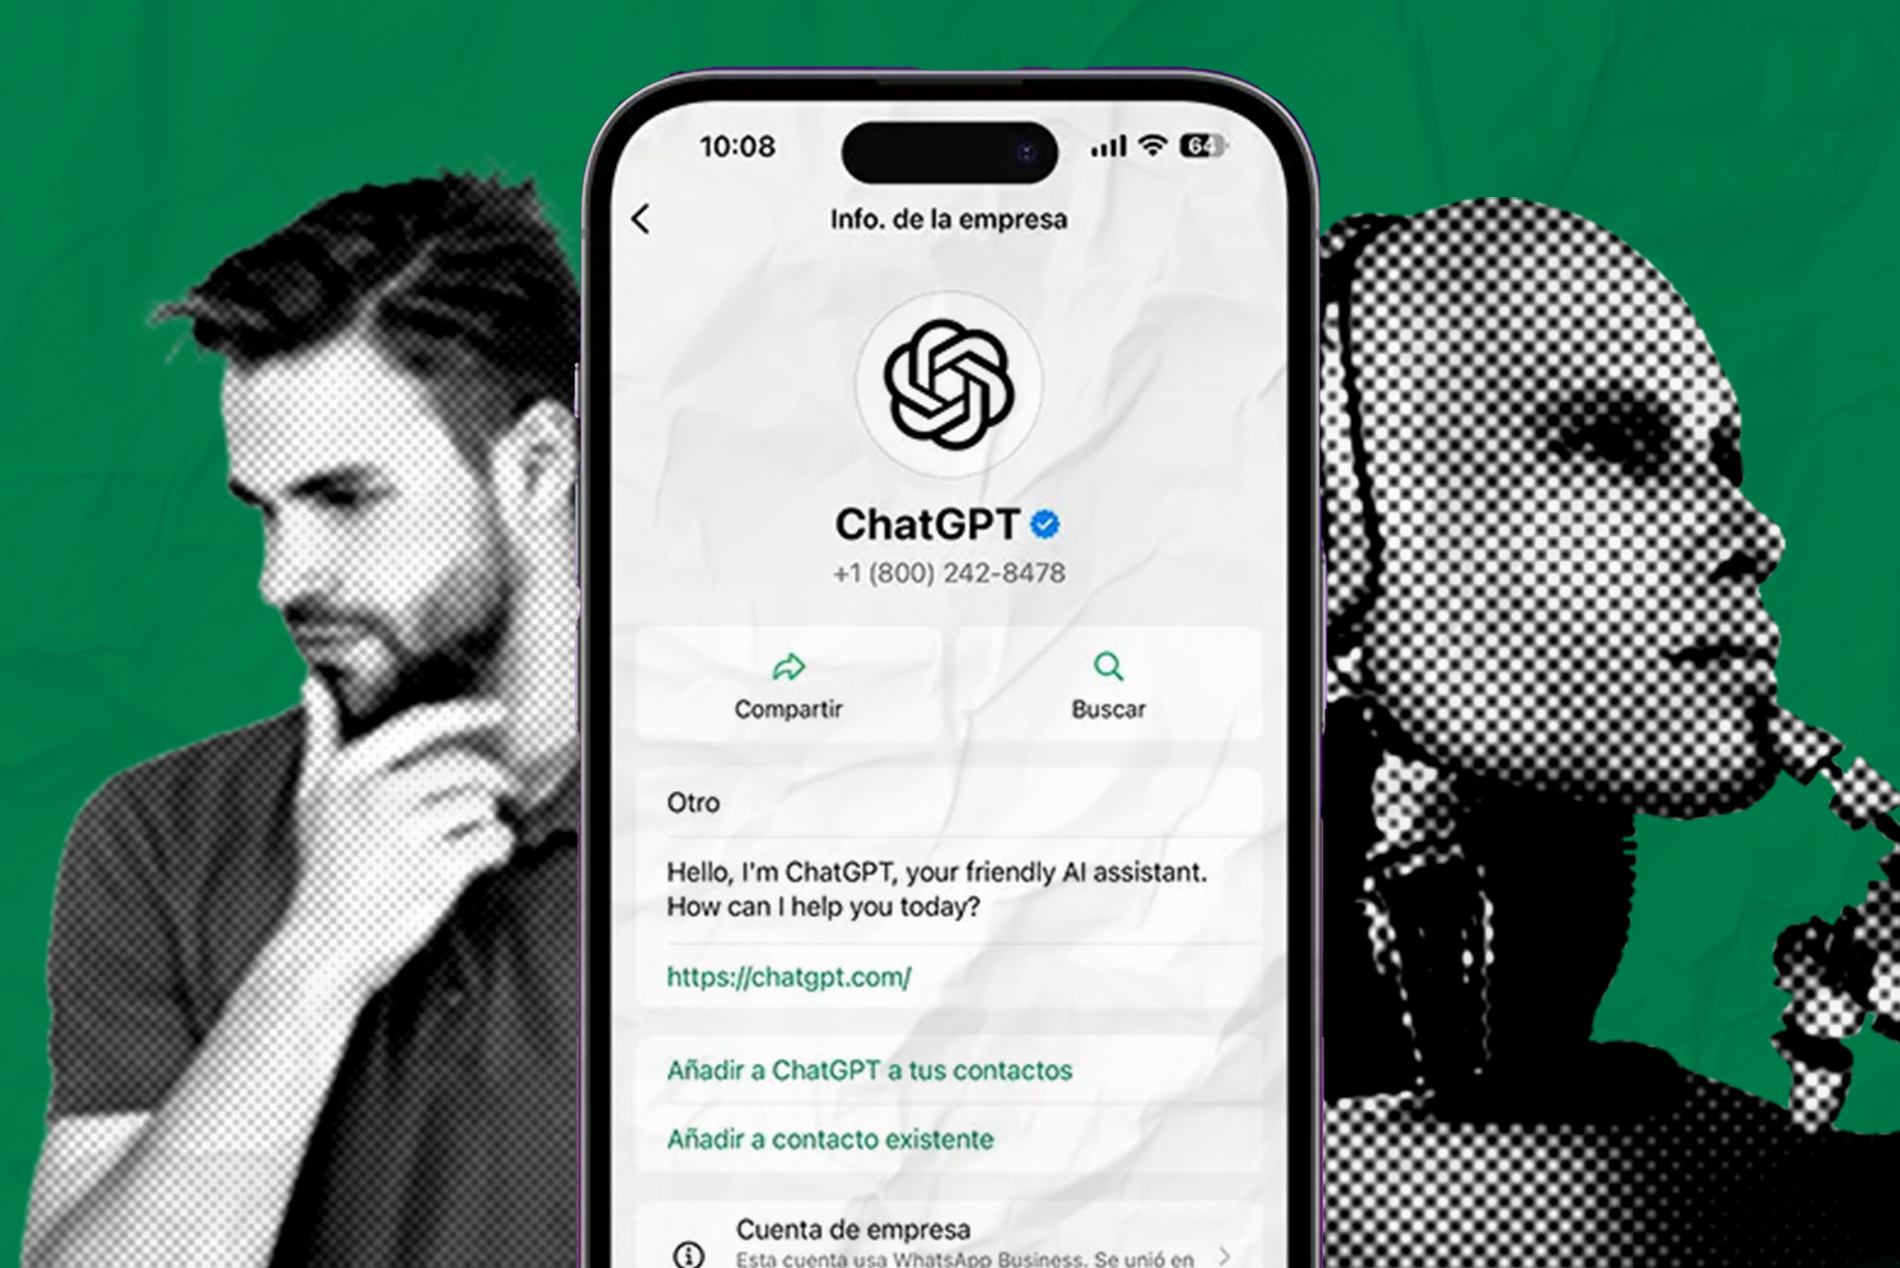 10:08
64
Info. de la empresa
ChatGPT
+1 (800) 242-8478
Compartir
Buscar
Otro
Hello, I'm ChatGPT, your friendly AI assistant.
How can I help you today?
https://chatgpt.com/
Añadir a ChatGPT a tus contactos
Añadir a contacto existente
Cuenta de empresa
Esta cuenta usa WhatsApp Business. Se unió en